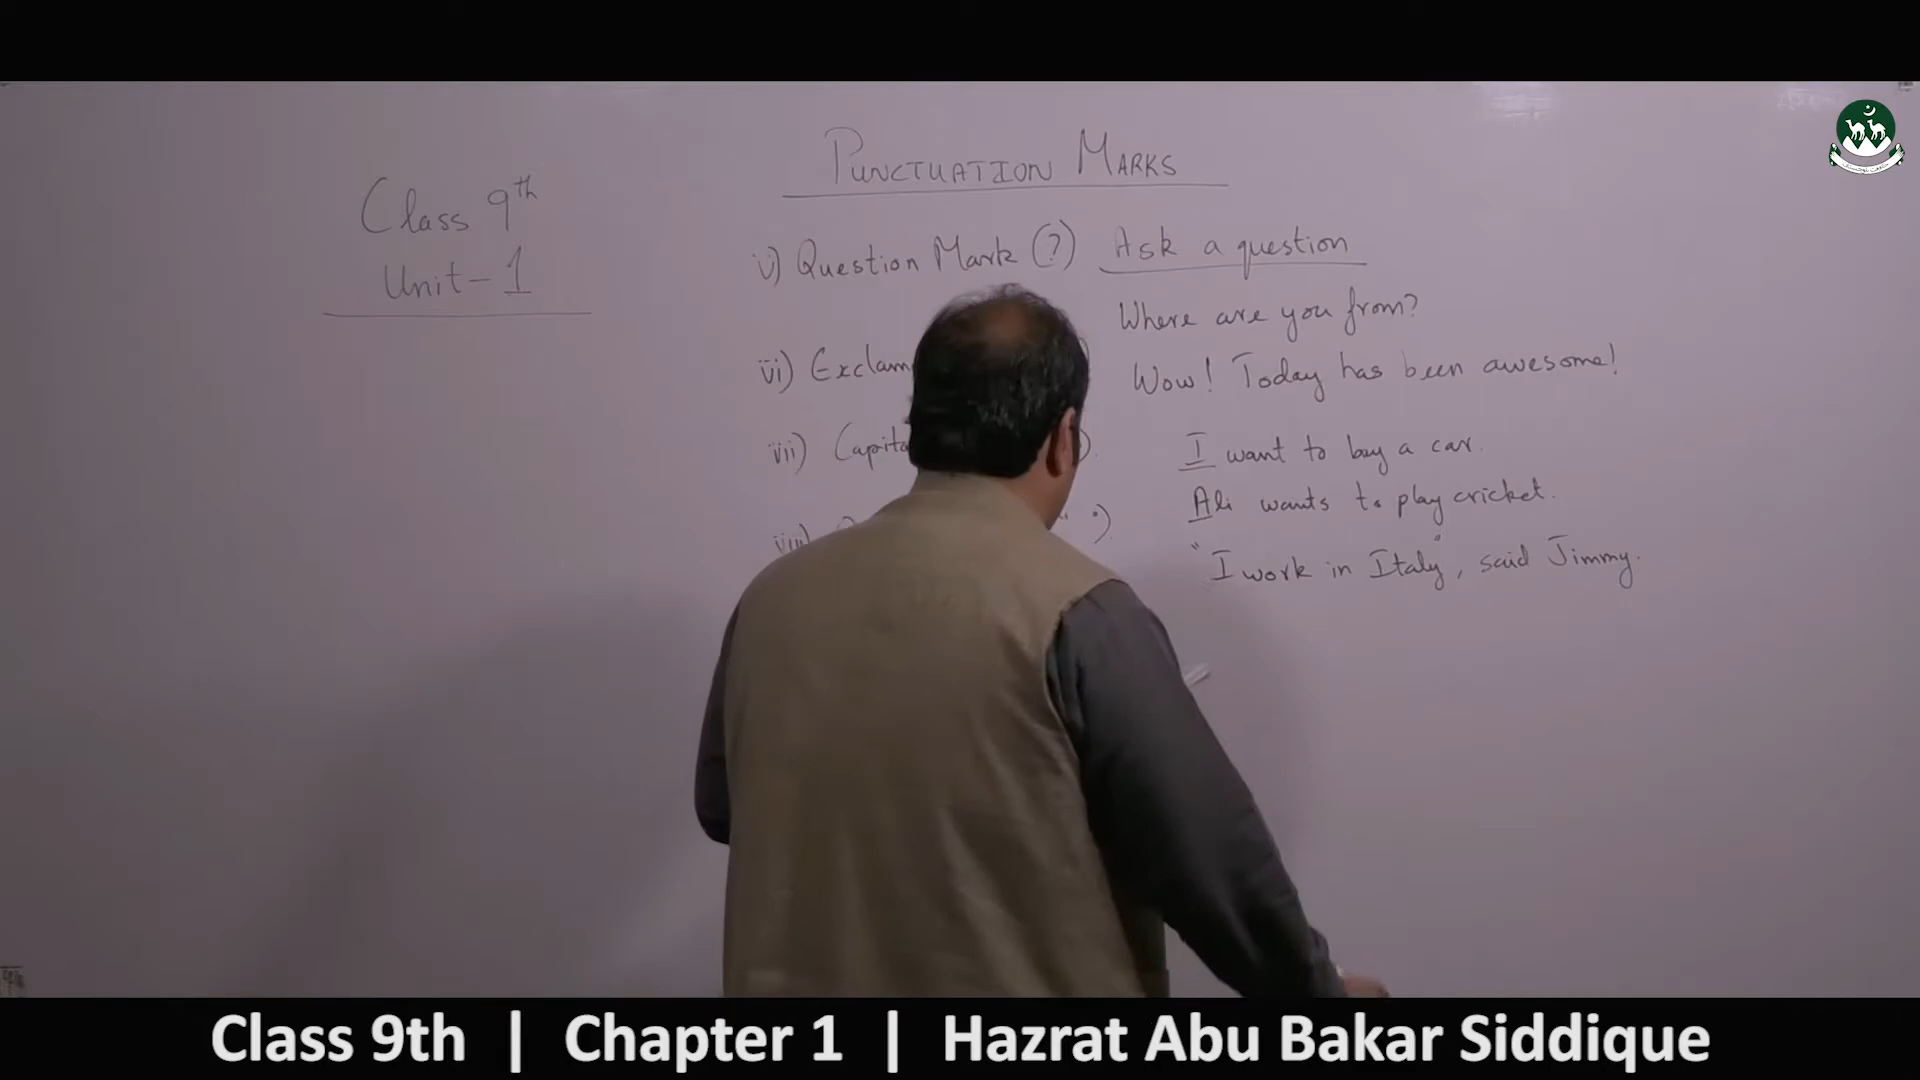 PUNCTUATION MARKS
Class 9th
Unit - 1
v) Question Mark (?) Ask a question
Where are you from?
vi) Exclam
Wow! Today has been awesome!
vii) Capita
I want to buy a car.
Ali wants to play cricket.
viii)
"I work in Italy", said Jimmy.
Class 9th | Chapter 1 | Hazrat Abu Bakar Siddique